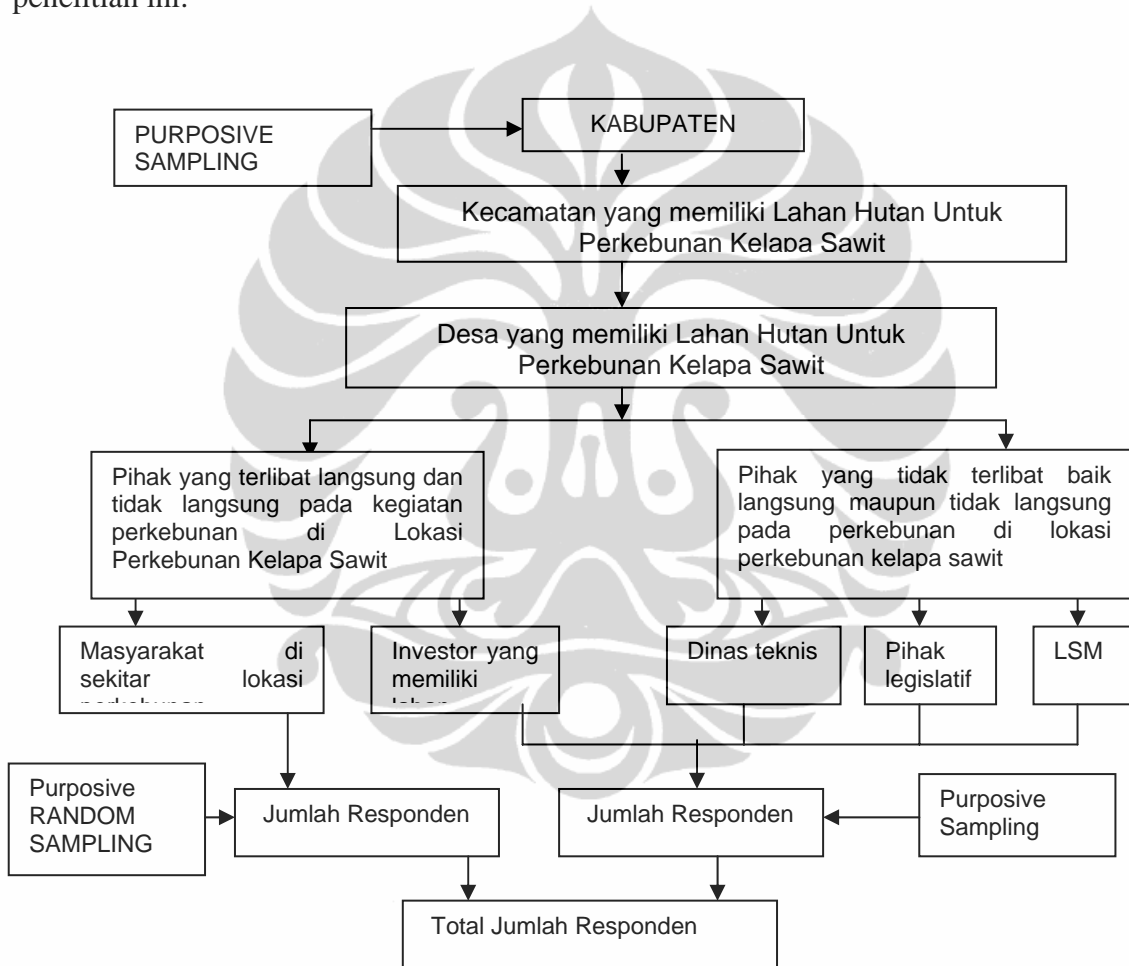 penelitian ini.
PURPOSIVE
SAMPLING
KABUPATEN
Kecamatan yang memiliki Lahan Hutan Untuk
Perkebunan Kelapa Sawit
Desa yang memiliki Lahan Hutan Untuk
Perkebunan Kelapa Sawit
Pihak yang terlibat langsung dan
tidak langsung pada kegiatan
perkebunan di Lokasi
Perkebunan Kelapa Sawit
Pihak yang tidak terlibat baik
langsung maupun tidak langsung
pada perkebunan di lokasi
perkebunan kelapa sawit
Masyarakat di
sekitar lokasi
perkebunan
Investor yang
memiliki
lahan
Dinas teknis
Pihak
legislatif
LSM
Purposive
RANDOM
SAMPLING
Jumlah Responden
Jumlah Responden
Purposive
Sampling
Total Jumlah Responden